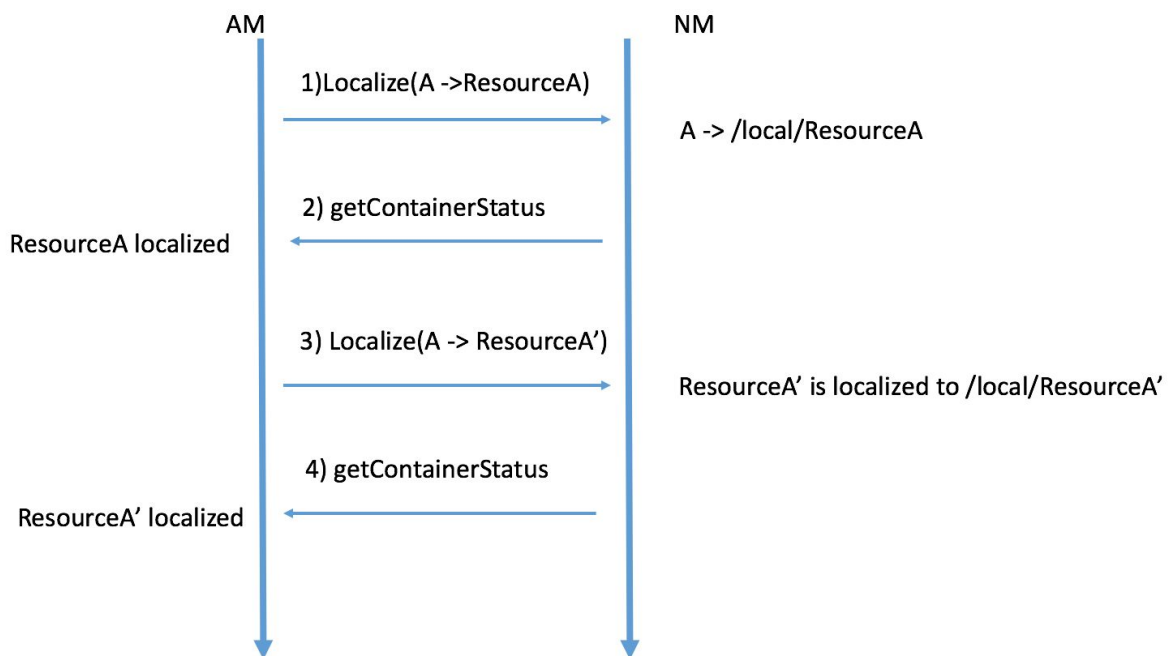 AM
NM
1)Localize(A ->ResourceA)
A -> /local/ResourceA
2) getContainerStatus
ResourceA localized
3) Localize(A -> ResourceA’)
ResourceA’ is localized to /local/ResourceA’
4) getContainerStatus
ResourceA’ localized